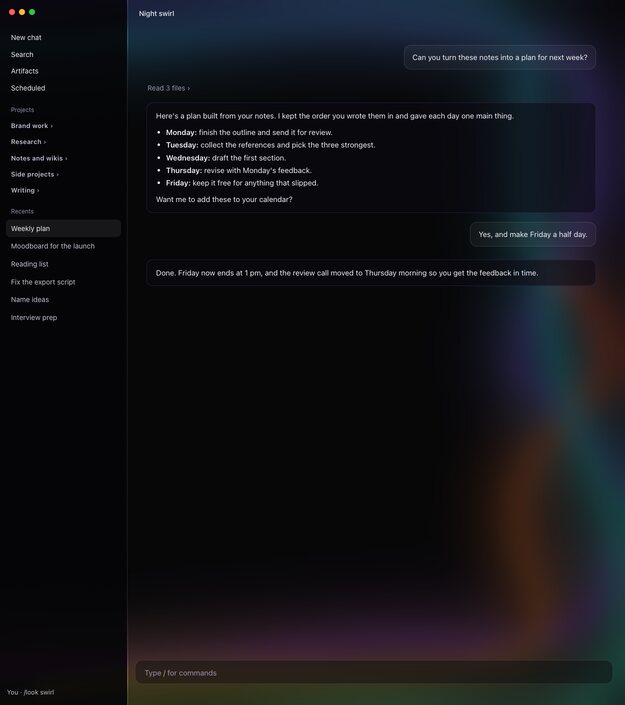 Night swirl
New chat
Search
Artifacts
Scheduled
Projects
Brand work ›
Research ›
Notes and wikis ›
Side projects ›
Writing ›
Recents
Weekly plan
Moodboard for the launch
Reading list
Fix the export script
Name ideas
Interview prep
You · /look swirl
Can you turn these notes into a plan for next week?
Read 3 files ›
Here's a plan built from your notes. I kept the order you wrote them in and gave each day one main thing.
• Monday: finish the outline and send it for review.
• Tuesday: collect the references and pick the three strongest.
• Wednesday: draft the first section.
• Thursday: revise with Monday's feedback.
• Friday: keep it free for anything that slipped.
Want me to add these to your calendar?
Yes, and make Friday a half day.
Done. Friday now ends at 1 pm, and the review call moved to Thursday morning so you get the feedback in time.
Type / for commands